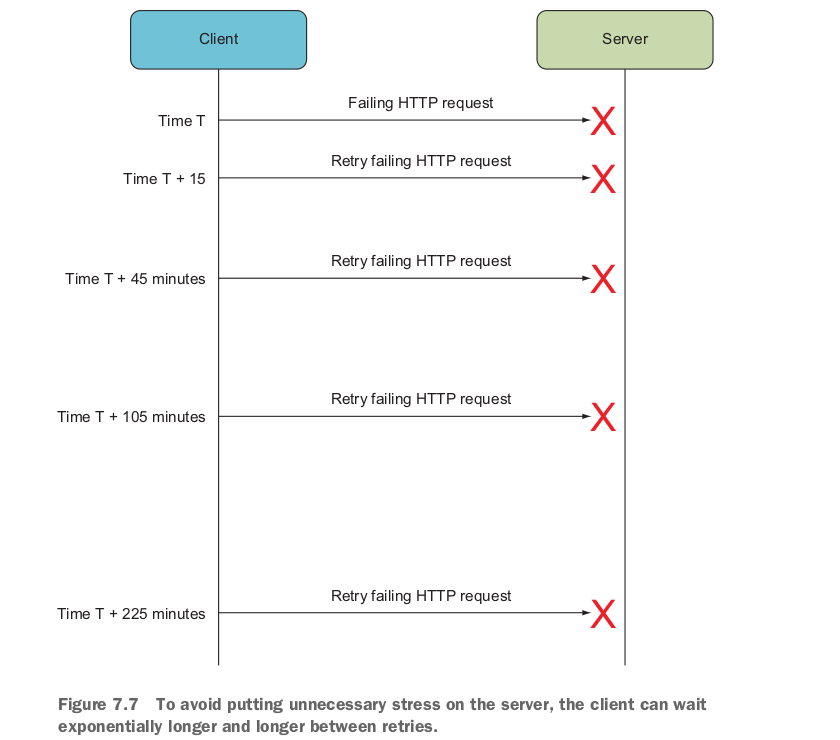 Client
Server
Failing HTTP request
Time T
Retry failing HTTP request
Time T + 15
Retry failing HTTP request
Time T + 45 minutes
Retry failing HTTP request
Time T + 105 minutes
Retry failing HTTP request
Time T + 225 minutes
Figure 7.7 To avoid putting unnecessary stress on the server, the client can wait
exponentially longer and longer between retries.